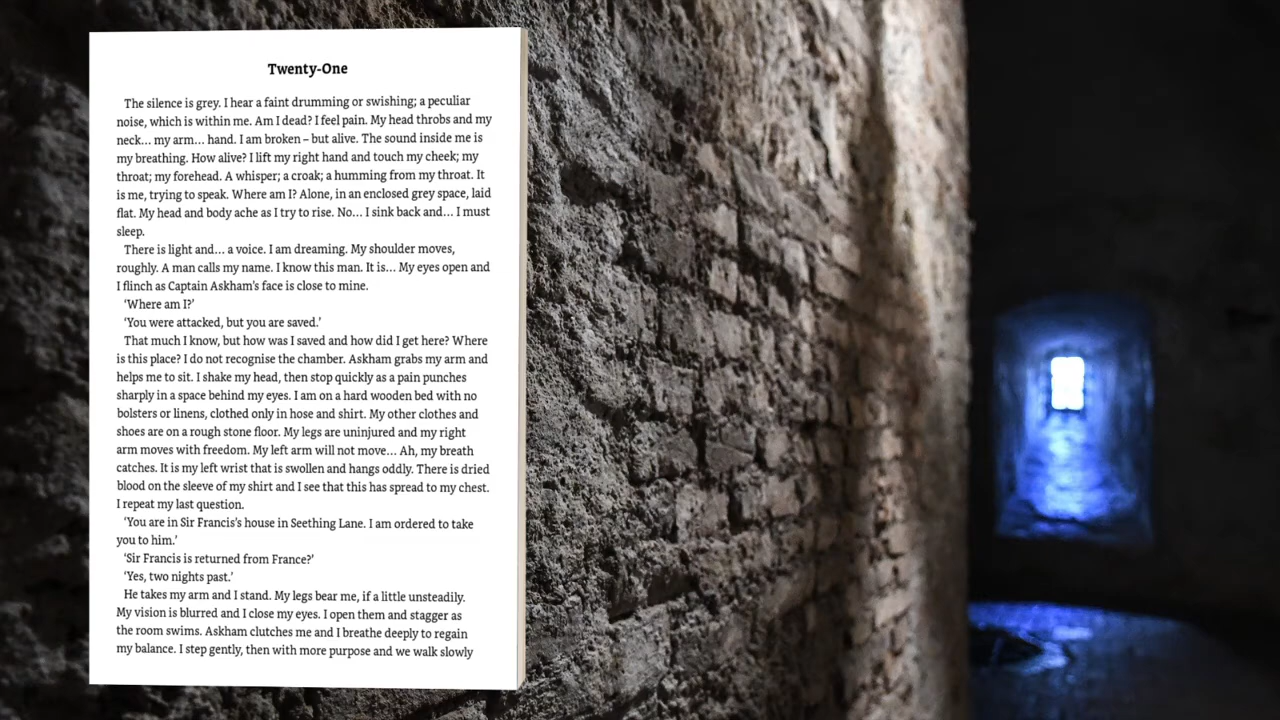 Twenty-One
The silence is grey. I hear a faint drumming or swishing; a peculiar
noise, which is within me. Am I dead? I feel pain. My head throbs and my
neck… my arm… hand. I am broken – but alive. The sound inside me is
my breathing. How alive? I lift my right hand and touch my cheek; my
throat; my forehead. A whisper; a croak; a humming from my throat. It
is me, trying to speak. Where am I? Alone, in an enclosed grey space, laid
flat. My head and body ache as I try to rise. No… I sink back and… I must
sleep.
There is light and… a voice. I am dreaming. My shoulder moves,
roughly. A man calls my name. I know this man. It is… My eyes open and
I flinch as Captain Askham’s face is close to mine.
‘Where am I?’
‘You were attacked, but you are saved.’
That much I know, but how was I saved and how did I get here? Where
is this place? I do not recognise the chamber. Askham grabs my arm and
helps me to sit. I shake my head, then stop quickly as a pain punches
sharply in a space behind my eyes. I am on a hard wooden bed with no
bolsters or linens, clothed only in hose and shirt. My other clothes and
shoes are on a rough stone floor. My legs are uninjured and my right
arm moves with freedom. My left arm will not move… Ah, my breath
catches. It is my left wrist that is swollen and hangs oddly. There is dried
blood on the sleeve of my shirt and I see that this has spread to my chest.
I repeat my last question.
‘You are in Sir Francis’s house in Seething Lane. I am ordered to take
you to him.’
‘Sir Francis is returned from France?’
‘Yes, two nights past.’
He takes my arm and I stand. My legs bear me, if a little unsteadily.
My vision is blurred and I close my eyes. I open them and stagger as
the room swims. Askham clutches me and I breathe deeply to regain
my balance. I step gently, then with more purpose and we walk slowly